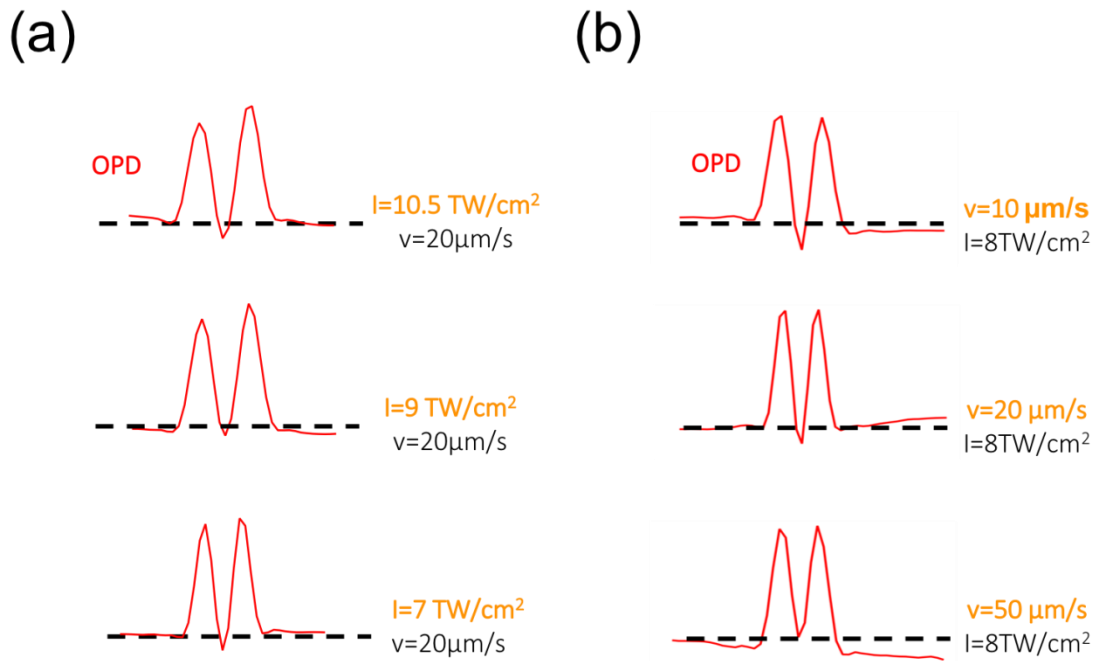 (a)
OPD
I=10.5 TW/cm²
v=20μm/s
I=9 TW/cm²
v=20μm/s
I=7 TW/cm²
v=20μm/s
(b)
OPD
v=10 μm/s
I=8TW/cm²
v=20 μm/s
I=8TW/cm²
v=50 μm/s
I=8TW/cm²